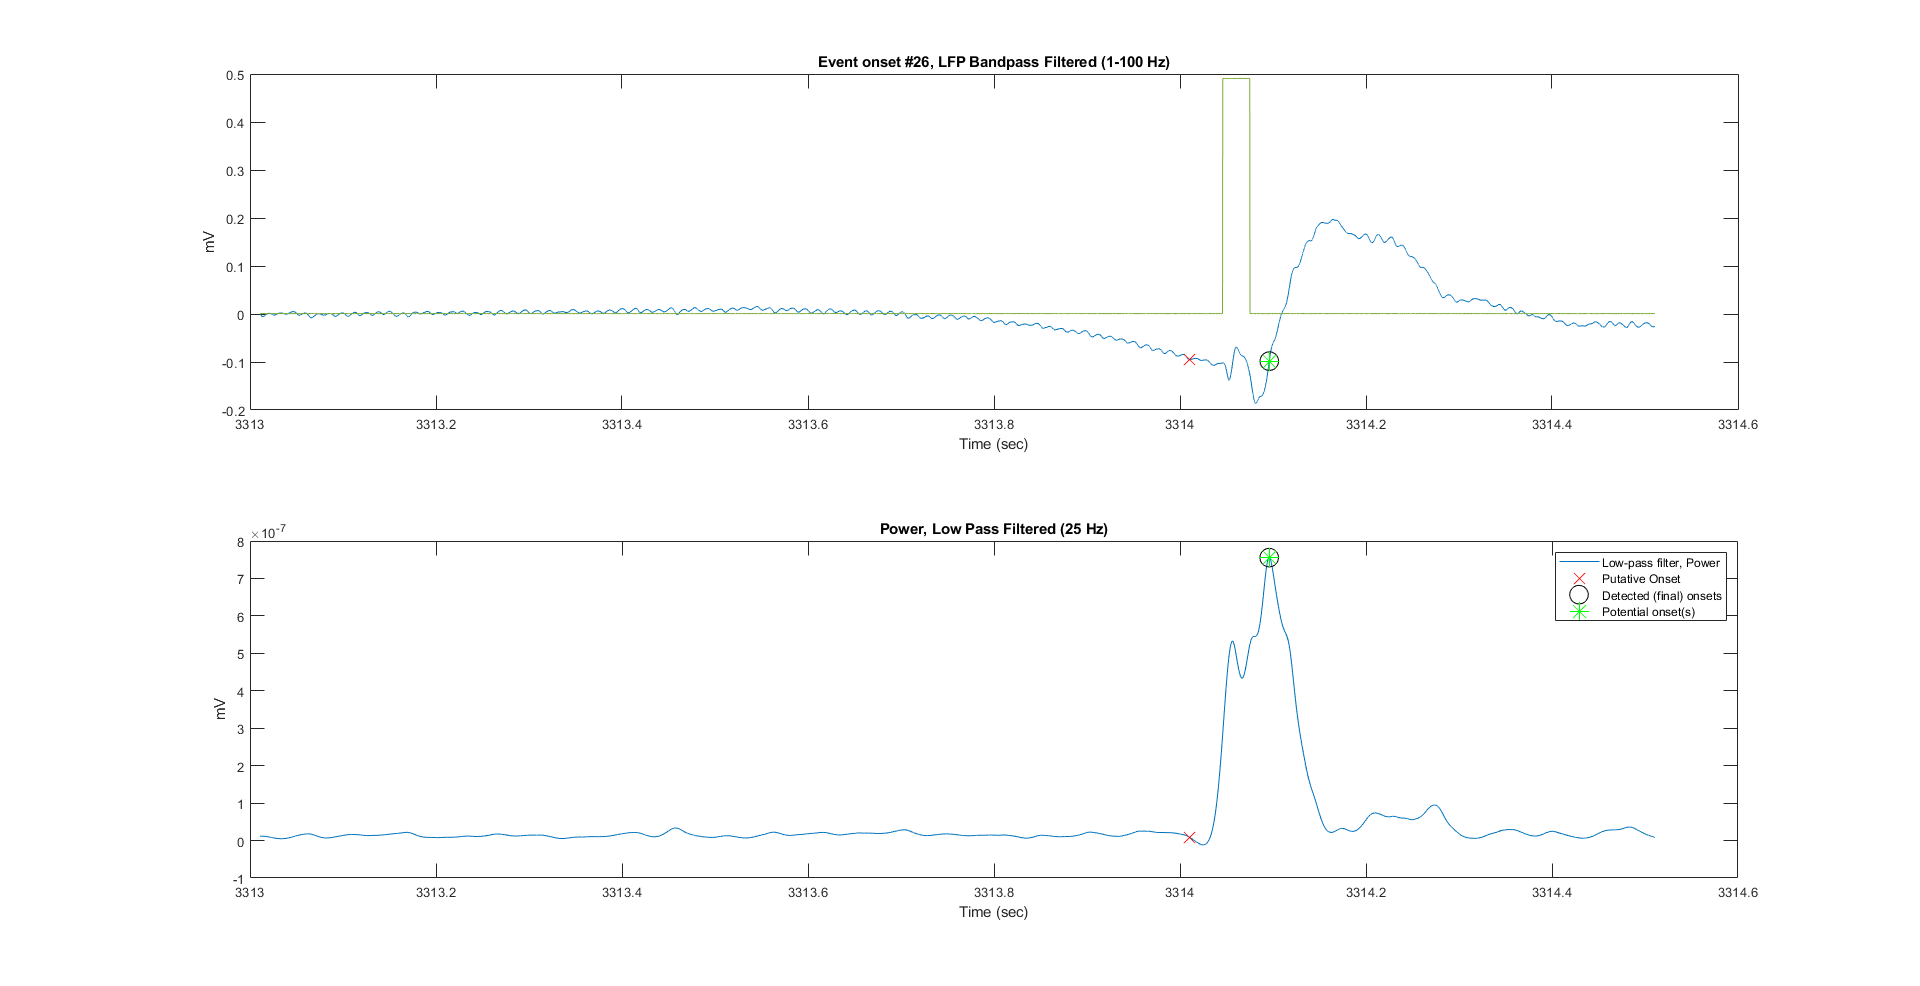 Event onset #26, LFP Bandpass Filtered (1-100 Hz)
0.5
0.4
0.3
0.2
0.1
0
-0.1
-0.2
mV
3313 3313.2 3313.4 3313.6 3313.8 3314 3314.2 3314.4 3314.6
Time (sec)
Power, Low Pass Filtered (25 Hz)
×10-7
8
7
6
5
4
3
2
1
0
-1
mV
Low-pass filter, Power
Putative Onset
Detected (final) onsets
Potential onset(s)
3313 3313.2 3313.4 3313.6 3313.8 3314 3314.2 3314.4 3314.6
Time (sec)